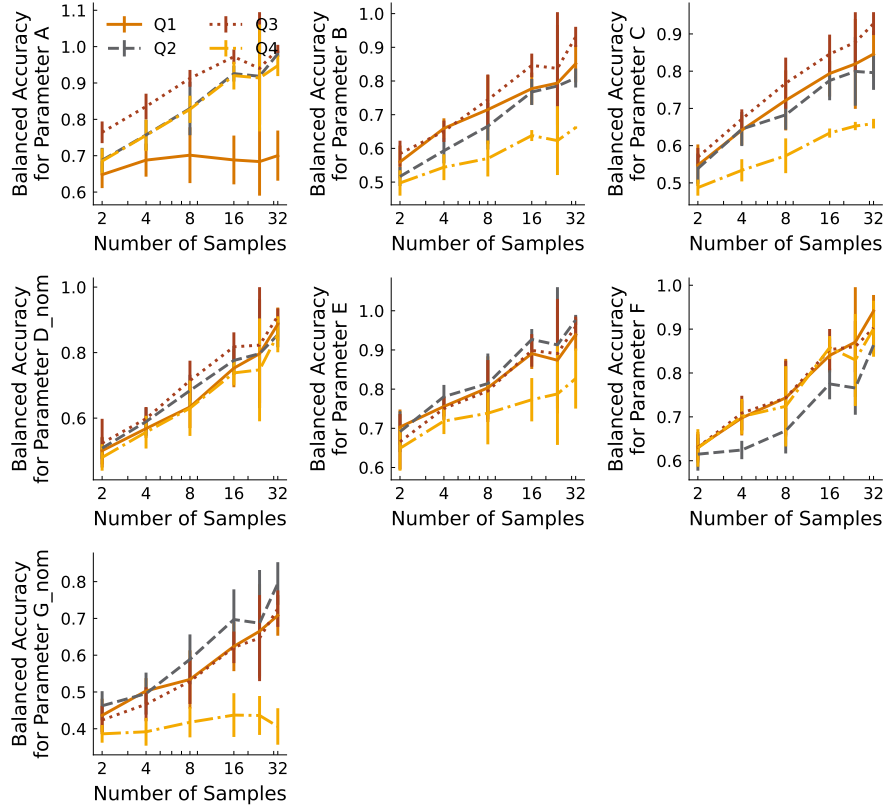 Balanced Accuracy
for Parameter A
1.1
1.0
0.9
0.8
0.7
0.6
Q1
Q2
Q3
Q4
2 4 8 16 32
Number of Samples
Balanced Accuracy
for Parameter B
1.0
0.9
0.8
0.7
0.6
0.5
2 4 8 16 32
Number of Samples
Balanced Accuracy
for Parameter C
0.9
0.8
0.7
0.6
0.5
2 4 8 16 32
Number of Samples
Balanced Accuracy
for Parameter D_nom
1.0
0.8
0.6
2 4 8 16 32
Number of Samples
Balanced Accuracy
for Parameter E
1.0
0.9
0.8
0.7
0.6
2 4 8 16 32
Number of Samples
Balanced Accuracy
for Parameter F
1.0
0.9
0.8
0.7
0.6
2 4 8 16 32
Number of Samples
Balanced Accuracy
for Parameter G_nom
0.8
0.7
0.6
0.5
0.4
2 4 8 16 32
Number of Samples